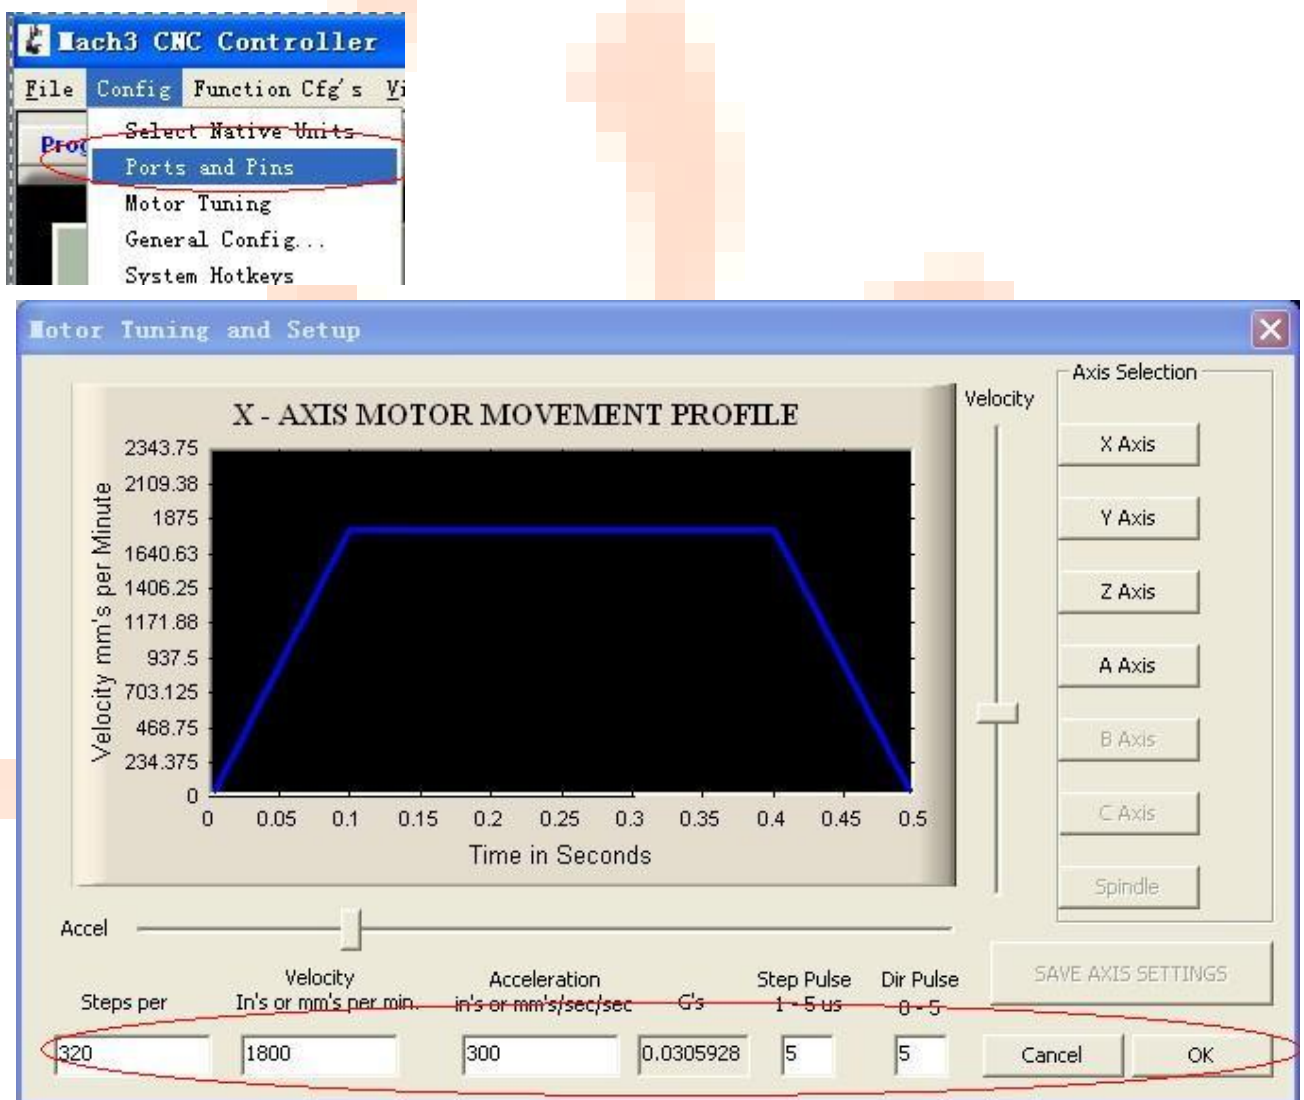 Mach3 CNC Controller
File Config Function Cfg's Vi
Prog
Select Native Units
Ports and Pins
Motor Tuning
General Config...
System Hotkeys
Motor Tuning and Setup
X - AXIS MOTOR MOVEMENT PROFILE
Velocity mm's per Minute
2343.75
2109.38
1875
1640.63
1406.25
1171.88
937.5
703.125
468.75
234.375
0
0 0.05 0.1 0.15 0.2 0.25 0.3 0.35 0.4 0.45 0.5
Time in Seconds
Velocity
Axis Selection
X Axis
Y Axis
Z Axis
A Axis
B Axis
C Axis
Spindle
Accel
SAVE AXIS SETTINGS
Velocity Acceleration Step Pulse Dir Pulse
Steps per In's or mm's per min. in's or mm's/sec/sec G's 1 - 5 us 0 - 5
320 1800 300 0.0305928 5 5 Cancel OK